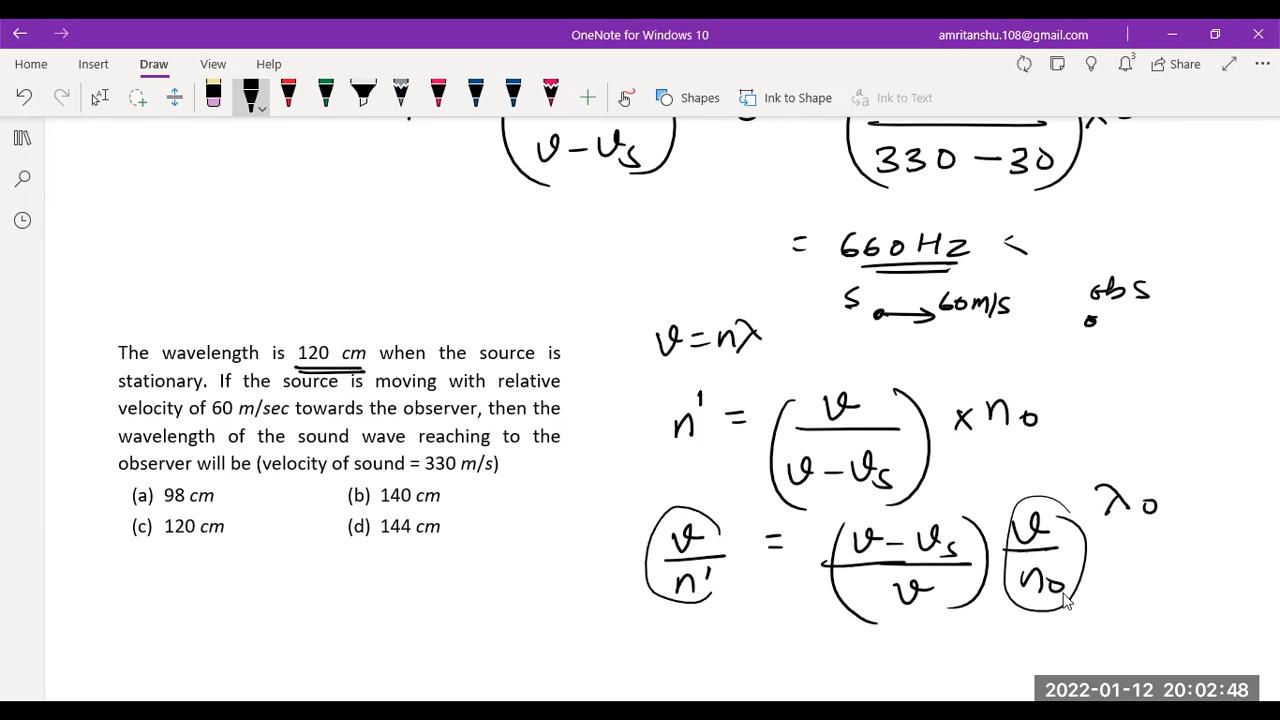 OneNote for Windows 10
amritanshu.108@gmail.com
Home Insert Draw View Help
Share
Shapes
Ink to Shape
Ink to Text
v - vs
330 - 30
= 660Hz <
S 60m/s obs
v = nλ
The wavelength is 120 cm when the source is
stationary. If the source is moving with relative
velocity of 60 m/sec towards the observer, then the
wavelength of the sound wave reaching to the
observer will be (velocity of sound = 330 m/s)
(a) 98 cm (b) 140 cm
(c) 120 cm (d) 144 cm
n' = (v / v - vs) × n0
v / n' = (v - vs / v) (v / n0) λ0
2022-01-12 20:02:48